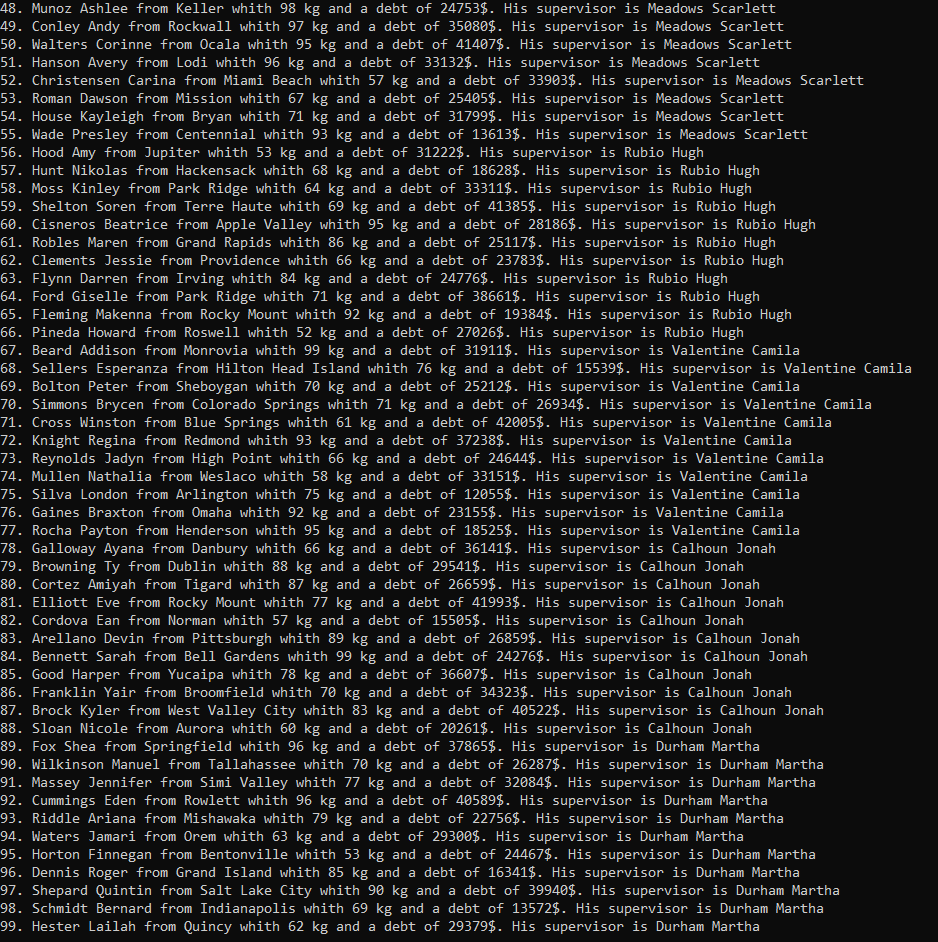 48. Munoz Ashlee from Keller whith 98 kg and a debt of 24753$. His supervisor is Meadows Scarlett
49. Conley Andy from Rockwall whith 97 kg and a debt of 35080$. His supervisor is Meadows Scarlett
50. Walters Corinne from Ocala whith 95 kg and a debt of 41407$. His supervisor is Meadows Scarlett
51. Hanson Avery from Lodi whith 96 kg and a debt of 33132$. His supervisor is Meadows Scarlett
52. Christensen Carina from Miami Beach whith 57 kg and a debt of 33903$. His supervisor is Meadows Scarlett
53. Roman Dawson from Mission whith 67 kg and a debt of 25405$. His supervisor is Meadows Scarlett
54. House Kayleigh from Bryan whith 71 kg and a debt of 31799$. His supervisor is Meadows Scarlett
55. Wade Presley from Centennial whith 93 kg and a debt of 13613$. His supervisor is Meadows Scarlett
56. Hood Amy from Jupiter whith 53 kg and a debt of 31222$. His supervisor is Rubio Hugh
57. Hunt Nikolas from Hackensack whith 68 kg and a debt of 18628$. His supervisor is Rubio Hugh
58. Moss Kinley from Park Ridge whith 64 kg and a debt of 33311$. His supervisor is Rubio Hugh
59. Shelton Soren from Terre Haute whith 69 kg and a debt of 41385$. His supervisor is Rubio Hugh
60. Cisneros Beatrice from Apple Valley whith 95 kg and a debt of 28186$. His supervisor is Rubio Hugh
61. Robles Maren from Grand Rapids whith 86 kg and a debt of 25117$. His supervisor is Rubio Hugh
62. Clements Jessie from Providence whith 66 kg and a debt of 23783$. His supervisor is Rubio Hugh
63. Flynn Darren from Irving whith 84 kg and a debt of 24776$. His supervisor is Rubio Hugh
64. Ford Giselle from Park Ridge whith 71 kg and a debt of 38661$. His supervisor is Rubio Hugh
65. Fleming Makenna from Rocky Mount whith 92 kg and a debt of 19384$. His supervisor is Rubio Hugh
66. Pineda Howard from Roswell whith 52 kg and a debt of 27026$. His supervisor is Rubio Hugh
67. Beard Addison from Monrovia whith 99 kg and a debt of 31911$. His supervisor is Valentine Camila
68. Sellers Esperanza from Hilton Head Island whith 76 kg and a debt of 15539$. His supervisor is Valentine Camila
69. Bolton Peter from Sheboygan whith 70 kg and a debt of 25212$. His supervisor is Valentine Camila
70. Simmons Brycen from Colorado Springs whith 71 kg and a debt of 26934$. His supervisor is Valentine Camila
71. Cross Winston from Blue Springs whith 61 kg and a debt of 42005$. His supervisor is Valentine Camila
72. Knight Regina from Redmond whith 93 kg and a debt of 37238$. His supervisor is Valentine Camila
73. Reynolds Jadyn from High Point whith 66 kg and a debt of 24644$. His supervisor is Valentine Camila
74. Mullen Nathalia from Weslaco whith 58 kg and a debt of 33151$. His supervisor is Valentine Camila
75. Silva London from Arlington whith 75 kg and a debt of 12055$. His supervisor is Valentine Camila
76. Gaines Braxton from Omaha whith 92 kg and a debt of 23155$. His supervisor is Valentine Camila
77. Rocha Payton from Henderson whith 95 kg and a debt of 18525$. His supervisor is Valentine Camila
78. Galloway Ayana from Danbury whith 66 kg and a debt of 36141$. His supervisor is Calhoun Jonah
79. Browning Ty from Dublin whith 88 kg and a debt of 29541$. His supervisor is Calhoun Jonah
80. Cortez Amiyah from Tigard whith 87 kg and a debt of 26659$. His supervisor is Calhoun Jonah
81. Elliott Eve from Rocky Mount whith 77 kg and a debt of 41993$. His supervisor is Calhoun Jonah
82. Cordova Ean from Norman whith 57 kg and a debt of 15505$. His supervisor is Calhoun Jonah
83. Arellano Devin from Pittsburgh whith 89 kg and a debt of 26859$. His supervisor is Calhoun Jonah
84. Bennett Sarah from Bell Gardens whith 99 kg and a debt of 24276$. His supervisor is Calhoun Jonah
85. Good Harper from Yucaipa whith 78 kg and a debt of 36607$. His supervisor is Calhoun Jonah
86. Franklin Yair from Broomfield whith 70 kg and a debt of 34323$. His supervisor is Calhoun Jonah
87. Brock Kyler from West Valley City whith 83 kg and a debt of 40522$. His supervisor is Calhoun Jonah
88. Sloan Nicole from Aurora whith 60 kg and a debt of 20261$. His supervisor is Calhoun Jonah
89. Fox Shea from Springfield whith 96 kg and a debt of 37865$. His supervisor is Durham Martha
90. Wilkinson Manuel from Tallahassee whith 70 kg and a debt of 26287$. His supervisor is Durham Martha
91. Massey Jennifer from Simi Valley whith 77 kg and a debt of 32084$. His supervisor is Durham Martha
92. Cummings Eden from Rowlett whith 96 kg and a debt of 40589$. His supervisor is Durham Martha
93. Riddle Ariana from Mishawaka whith 79 kg and a debt of 22756$. His supervisor is Durham Martha
94. Waters Jamari from Orem whith 63 kg and a debt of 29300$. His supervisor is Durham Martha
95. Horton Finnegan from Bentonville whith 53 kg and a debt of 24467$. His supervisor is Durham Martha
96. Dennis Roger from Grand Island whith 85 kg and a debt of 16341$. His supervisor is Durham Martha
97. Shepard Quintin from Salt Lake City whith 90 kg and a debt of 39940$. His supervisor is Durham Martha
98. Schmidt Bernard from Indianapolis whith 69 kg and a debt of 13572$. His supervisor is Durham Martha
99. Hester Lailah from Quincy whith 62 kg and a debt of 29379$. His supervisor is Durham Martha